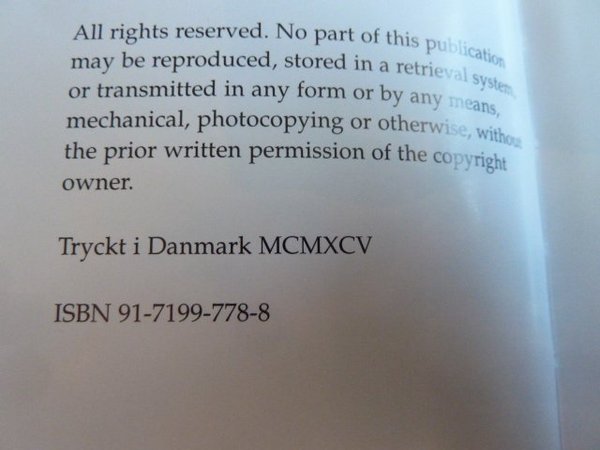 All rights reserved. No part of this publication
may be reproduced, stored in a retrieval system,
or transmitted in any form or by any means,
mechanical, photocopying or otherwise, without
the prior written permission of the copyright
owner.
Tryckt i Danmark MCMXCV
ISBN 91-7199-778-8